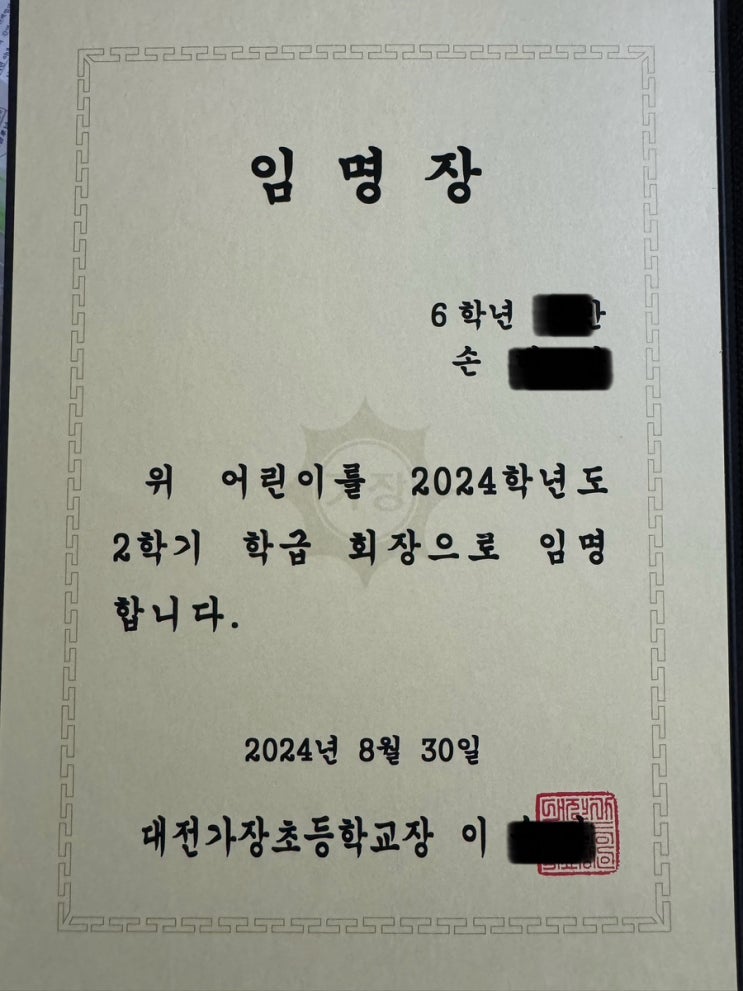 임명장
6학년
손
위 어린이를 2024학년도
2학기 학급 회장으로 임명
합니다.
2024년 8월 30일
대전가장초등학교장 이
가장